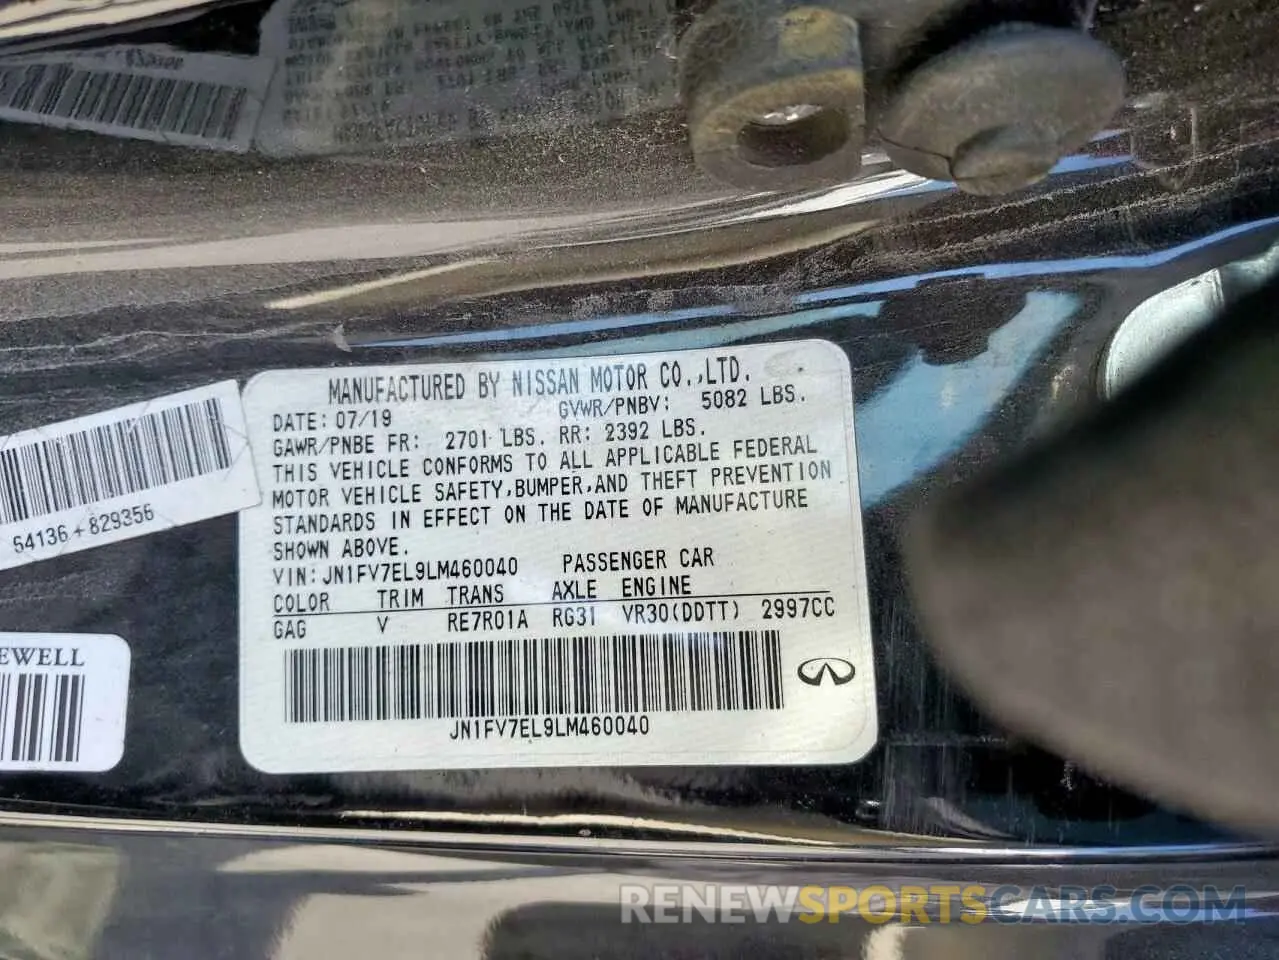 MANUFACTURED BY NISSAN MOTOR CO.,LTD.
DATE: 07/19 GVWR/PNBV: 5082 LBS.
GAWR/PNBE FR: 2701 LBS. RR: 2392 LBS.
THIS VEHICLE CONFORMS TO ALL APPLICABLE FEDERAL
MOTOR VEHICLE SAFETY,BUMPER,AND THEFT PREVENTION
STANDARDS IN EFFECT ON THE DATE OF MANUFACTURE
SHOWN ABOVE.
VIN:JN1FV7EL9LM460040 PASSENGER CAR
COLOR TRIM TRANS AXLE ENGINE
GAG V RE7R01A RG31 VR30(DDTT) 2997CC
JN1FV7EL9LM460040
54136+829356
EWELL
RENEWSPORTSCARS.COM